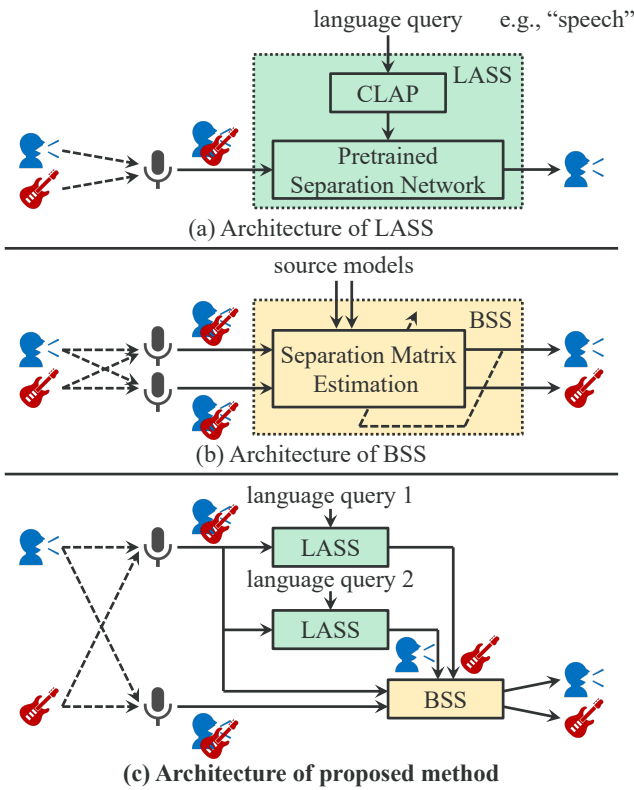 language query e.g., “speech”
LASS
CLAP
Pretrained
Separation Network
(a) Architecture of LASS
source models
BSS
Separation Matrix
Estimation
(b) Architecture of BSS
language query 1
LASS
language query 2
LASS
BSS
(c) Architecture of proposed method